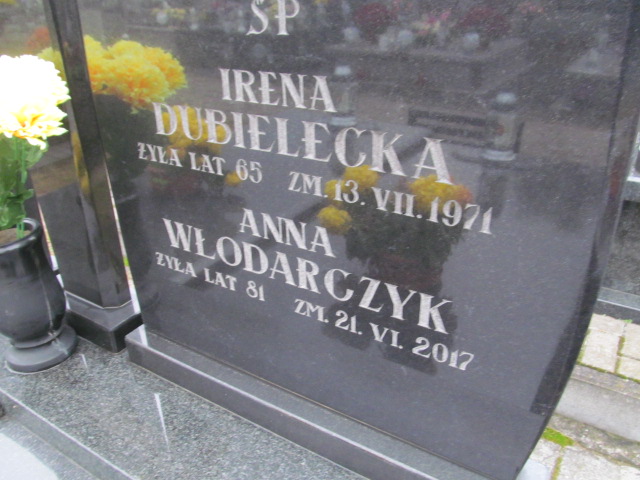 ŚP
IRENA
DUBIELECKA
ŻYŁA LAT 65 ZM. 13. VII. 1971
ANNA
WŁODARCZYK
ŻYŁA LAT 81 ZM. 21. VI. 2017